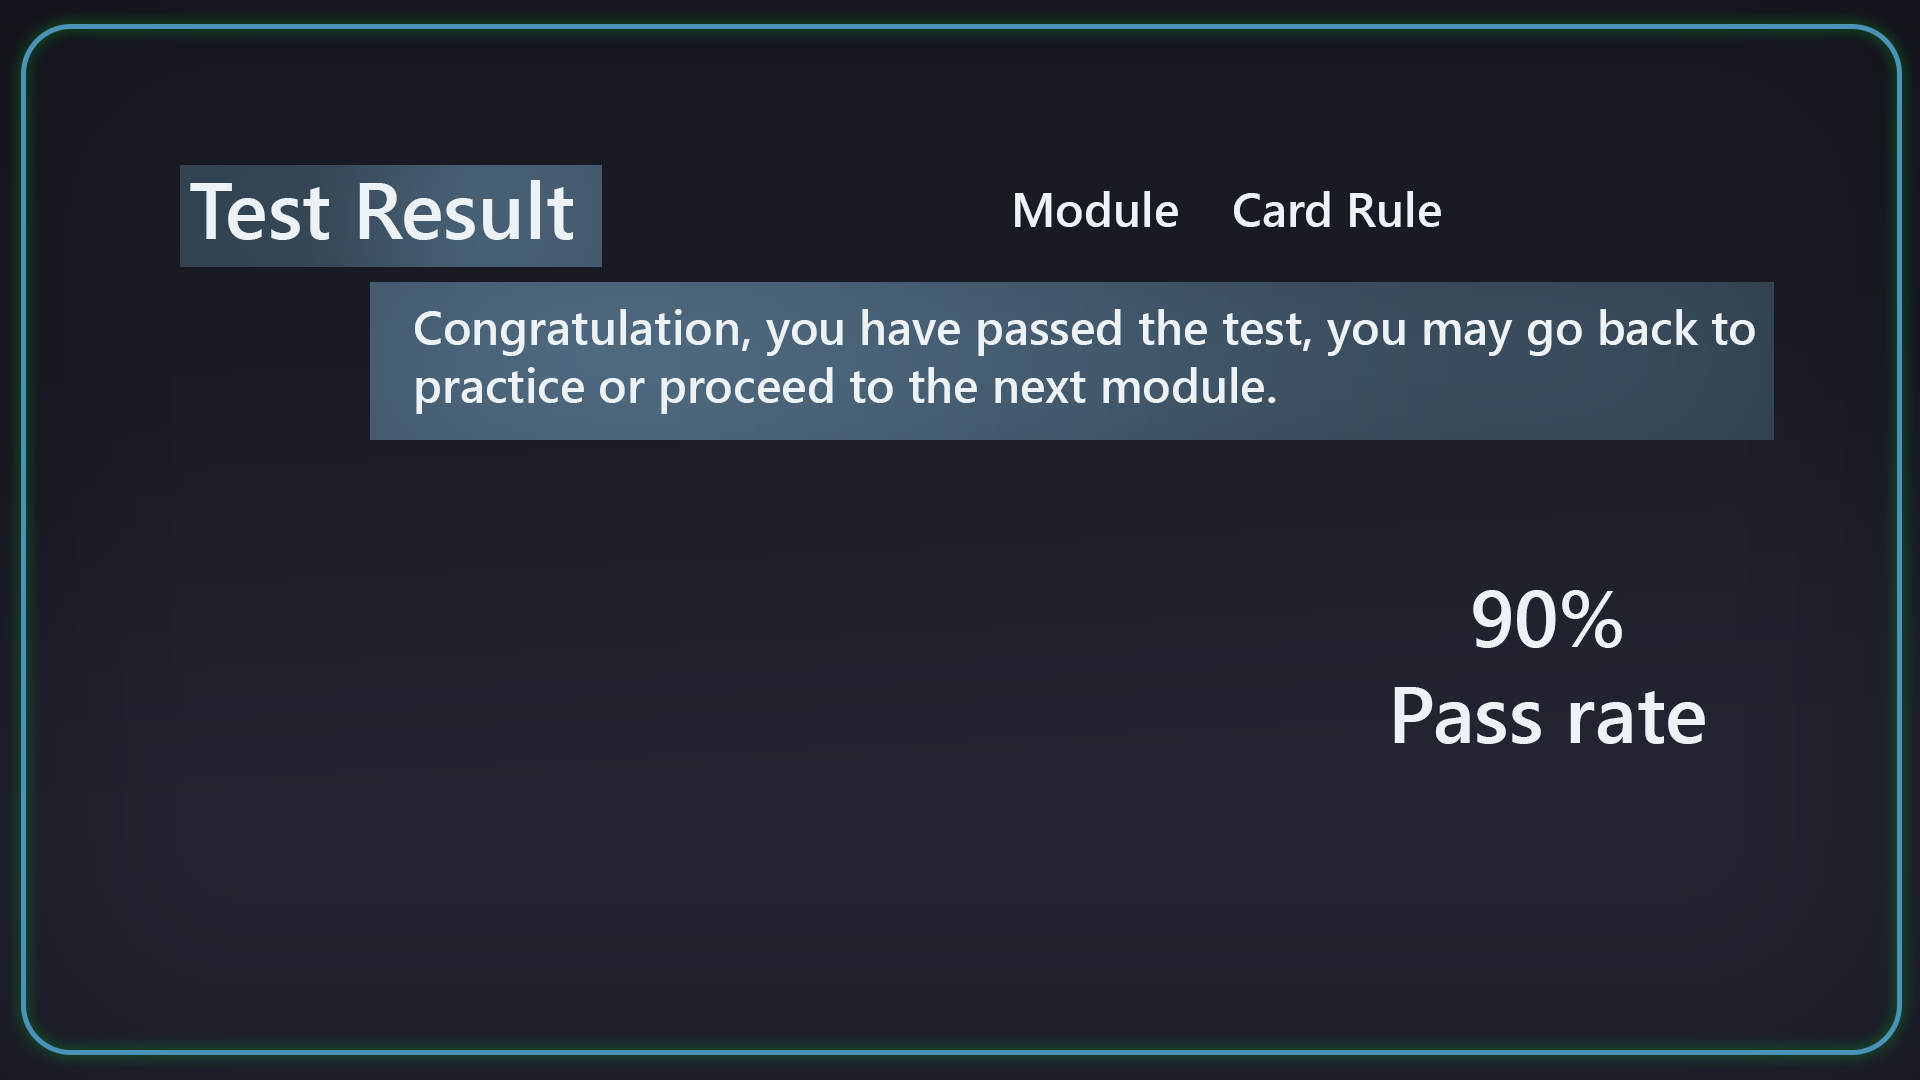 Test Result
Module Card Rule
Congratulation, you have passed the test, you may go back to
practice or proceed to the next module.
90%
Pass rate